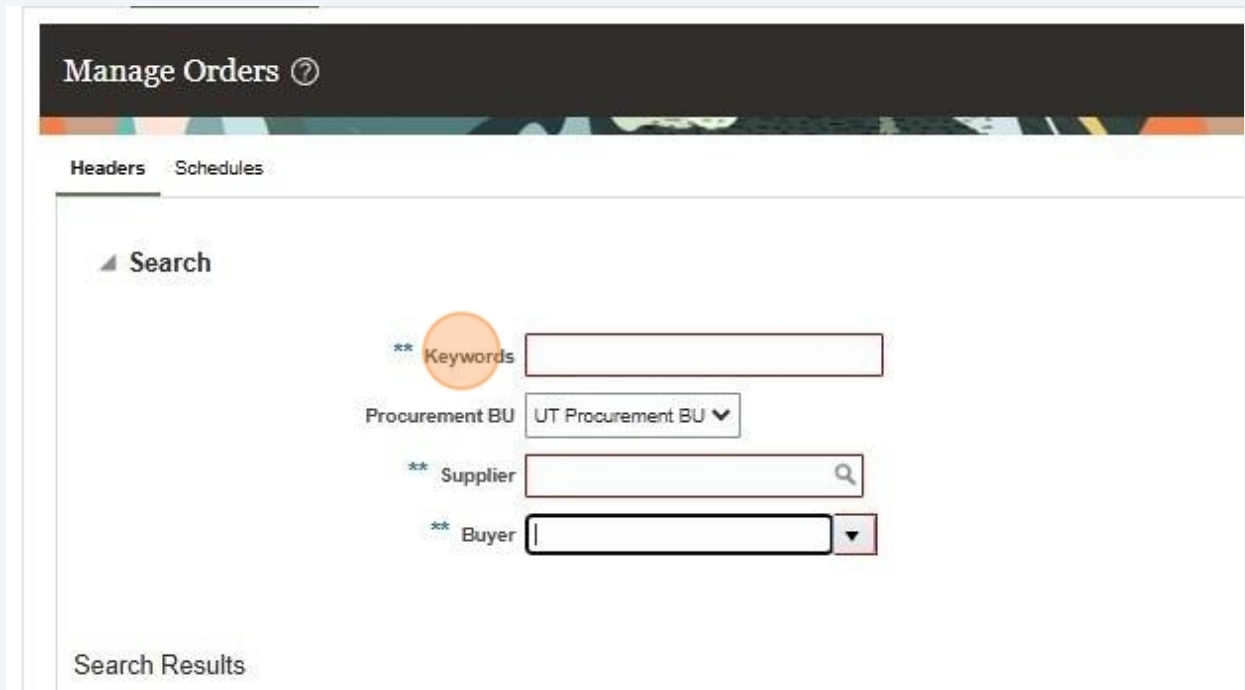 Manage Orders
Headers Schedules
Search
** Keywords
Procurement BU UT Procurement BU
** Supplier
** Buyer
Search Results